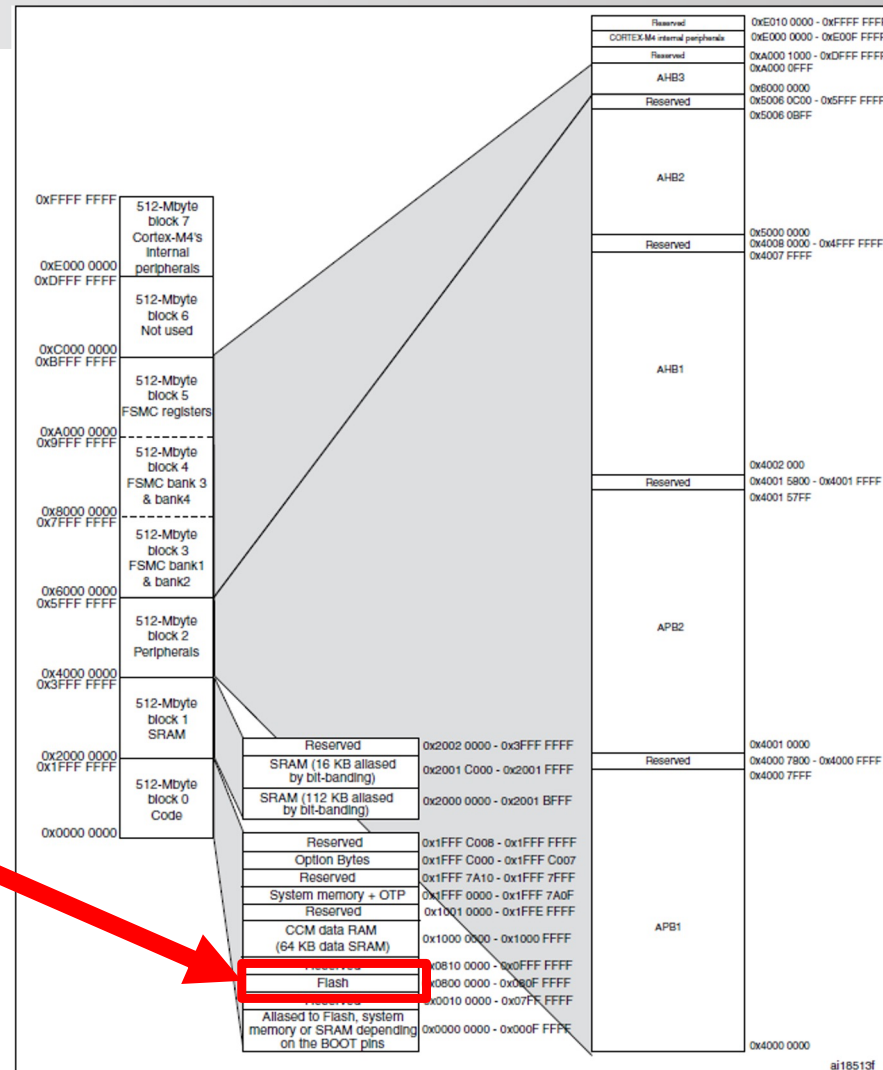 Reserved 0xE010 0000 - 0xFFFF FFFF
CORTEX-M4 internal peripherals 0xE000 0000 - 0xE00F FFFF
Reserved 0xA000 1000 - 0xDFFF FFFF
0xA000 0FFF
AHB3
0x6000 0000
Reserved 0x5006 0C00 - 0x5FFF FFFF
0x5006 0BFF
AHB2
0x5000 0000
Reserved 0x4008 0000 - 0x4FFF FFFF
0x4007 FFFF
AHB1
0x4002 000
Reserved 0x4001 5800 - 0x4001 FFFF
0x4001 57FF
APB2
0x4001 0000
Reserved 0x4000 7800 - 0x4000 FFFF
0x4000 7FFF
APB1
0x4000 0000
0xFFFF FFFF
512-Mbyte
block 7
Cortex-M4's
internal
peripherals
0xE000 0000
0xDFFF FFFF
512-Mbyte
block 6
Not used
0xC000 0000
0xBFFF FFFF
512-Mbyte
block 5
FSMC registers
0xA000 0000
0x9FFF FFFF
512-Mbyte
block 4
FSMC bank 3
& bank4
0x8000 0000
0x7FFF FFFF
512-Mbyte
block 3
FSMC bank1
& bank2
0x6000 0000
0x5FFF FFFF
512-Mbyte
block 2
Peripherals
0x4000 0000
0x3FFF FFFF
512-Mbyte
block 1
SRAM
0x2000 0000
0x1FFF FFFF
512-Mbyte
block 0
Code
0x0000 0000
Reserved 0x2002 0000 - 0x3FFF FFFF
SRAM (16 KB aliased
by bit-banding) 0x2001 C000 - 0x2001 FFFF
SRAM (112 KB aliased
by bit-banding) 0x2000 0000 - 0x2001 BFFF
Reserved 0x1FFF C008 - 0x1FFF FFFF
Option Bytes 0x1FFF C000 - 0x1FFF C007
Reserved 0x1FFF 7A10 - 0x1FFF 7FFF
System memory + OTP 0x1FFF 0000 - 0x1FFF 7A0F
Reserved 0x1001 0000 - 0x1FFE FFFF
CCM data RAM
(64 KB data SRAM) 0x1000 0000 - 0x1000 FFFF
Reserved 0x0810 0000 - 0x0FFF FFFF
Flash 0x0800 0000 - 0x080F FFFF
Reserved 0x0010 0000 - 0x07FF FFFF
Aliased to Flash, system
memory or SRAM depending
on the BOOT pins 0x0000 0000 - 0x000F FFFF
ai18513f